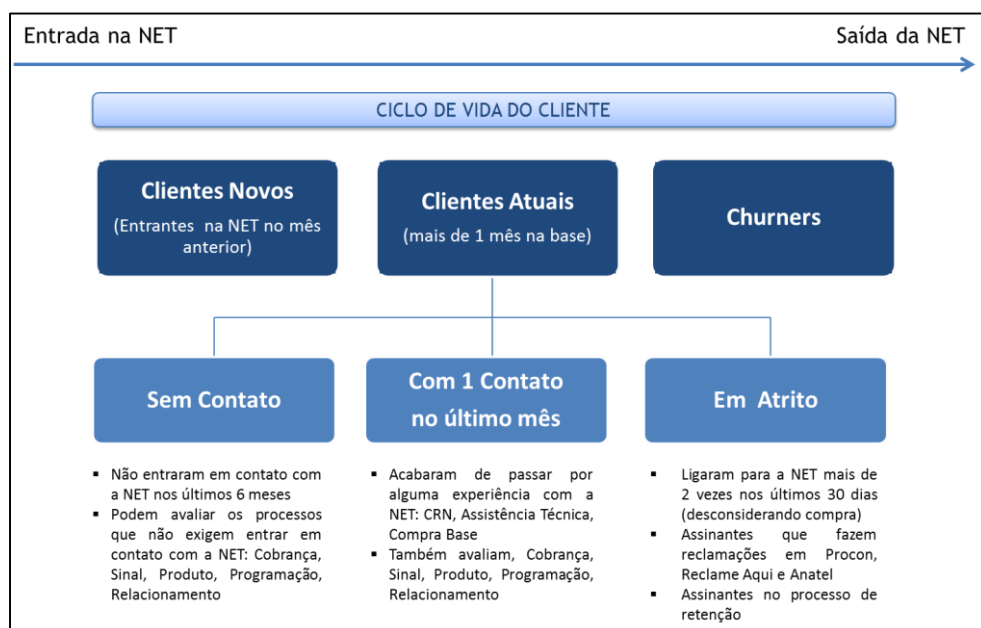 Entrada na NET
Saída da NET
CICLO DE VIDA DO CLIENTE
Clientes Novos
(Entrantes na NET no mês
anterior)
Clientes Atuais
(mais de 1 mês na base)
Churners
Sem Contato
Com 1 Contato
no último mês
Em Atrito
▪ Não entraram em contato com
a NET nos últimos 6 meses
▪ Podem avaliar os processos
que não exigem entrar em
contato com a NET: Cobrança,
Sinal, Produto, Programação,
Relacionamento
▪ Acabaram de passar por
alguma experiência com a
NET: CRN, Assistência Técnica,
Compra Base
▪ Também avaliam, Cobrança,
Sinal, Produto, Programação,
Relacionamento
▪ Ligaram para a NET mais de
2 vezes nos últimos 30 dias
(desconsiderando compra)
▪ Assinantes que fazem
reclamações em Procon,
Reclame Aqui e Anatel
▪ Assinantes no processo de
retenção